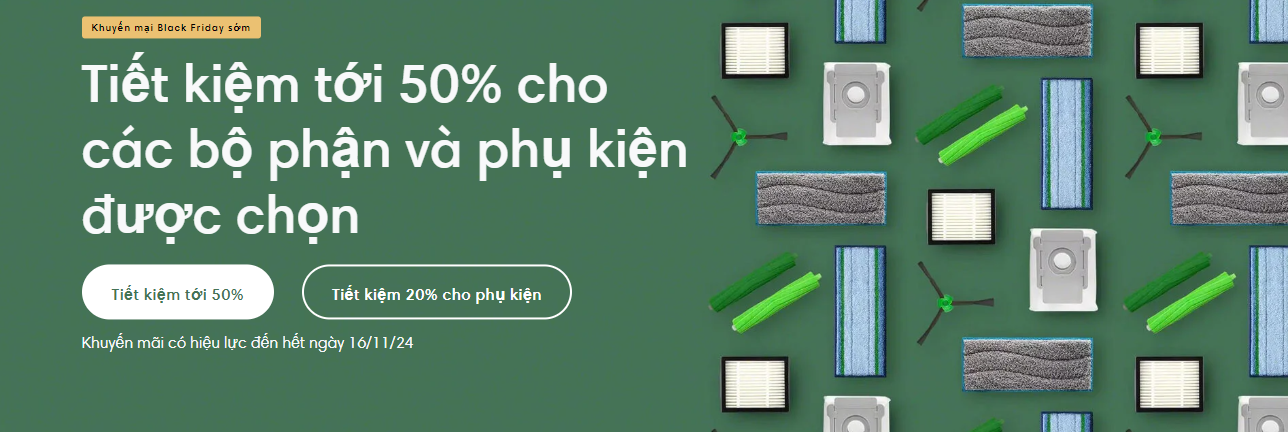 Khuyến mại Black Friday sớm
Tiết kiệm tới 50% cho
các bộ phận và phụ kiện
được chọn
Tiết kiệm tới 50%
Tiết kiệm 20% cho phụ kiện
Khuyến mãi có hiệu lực đến hết ngày 16/11/24